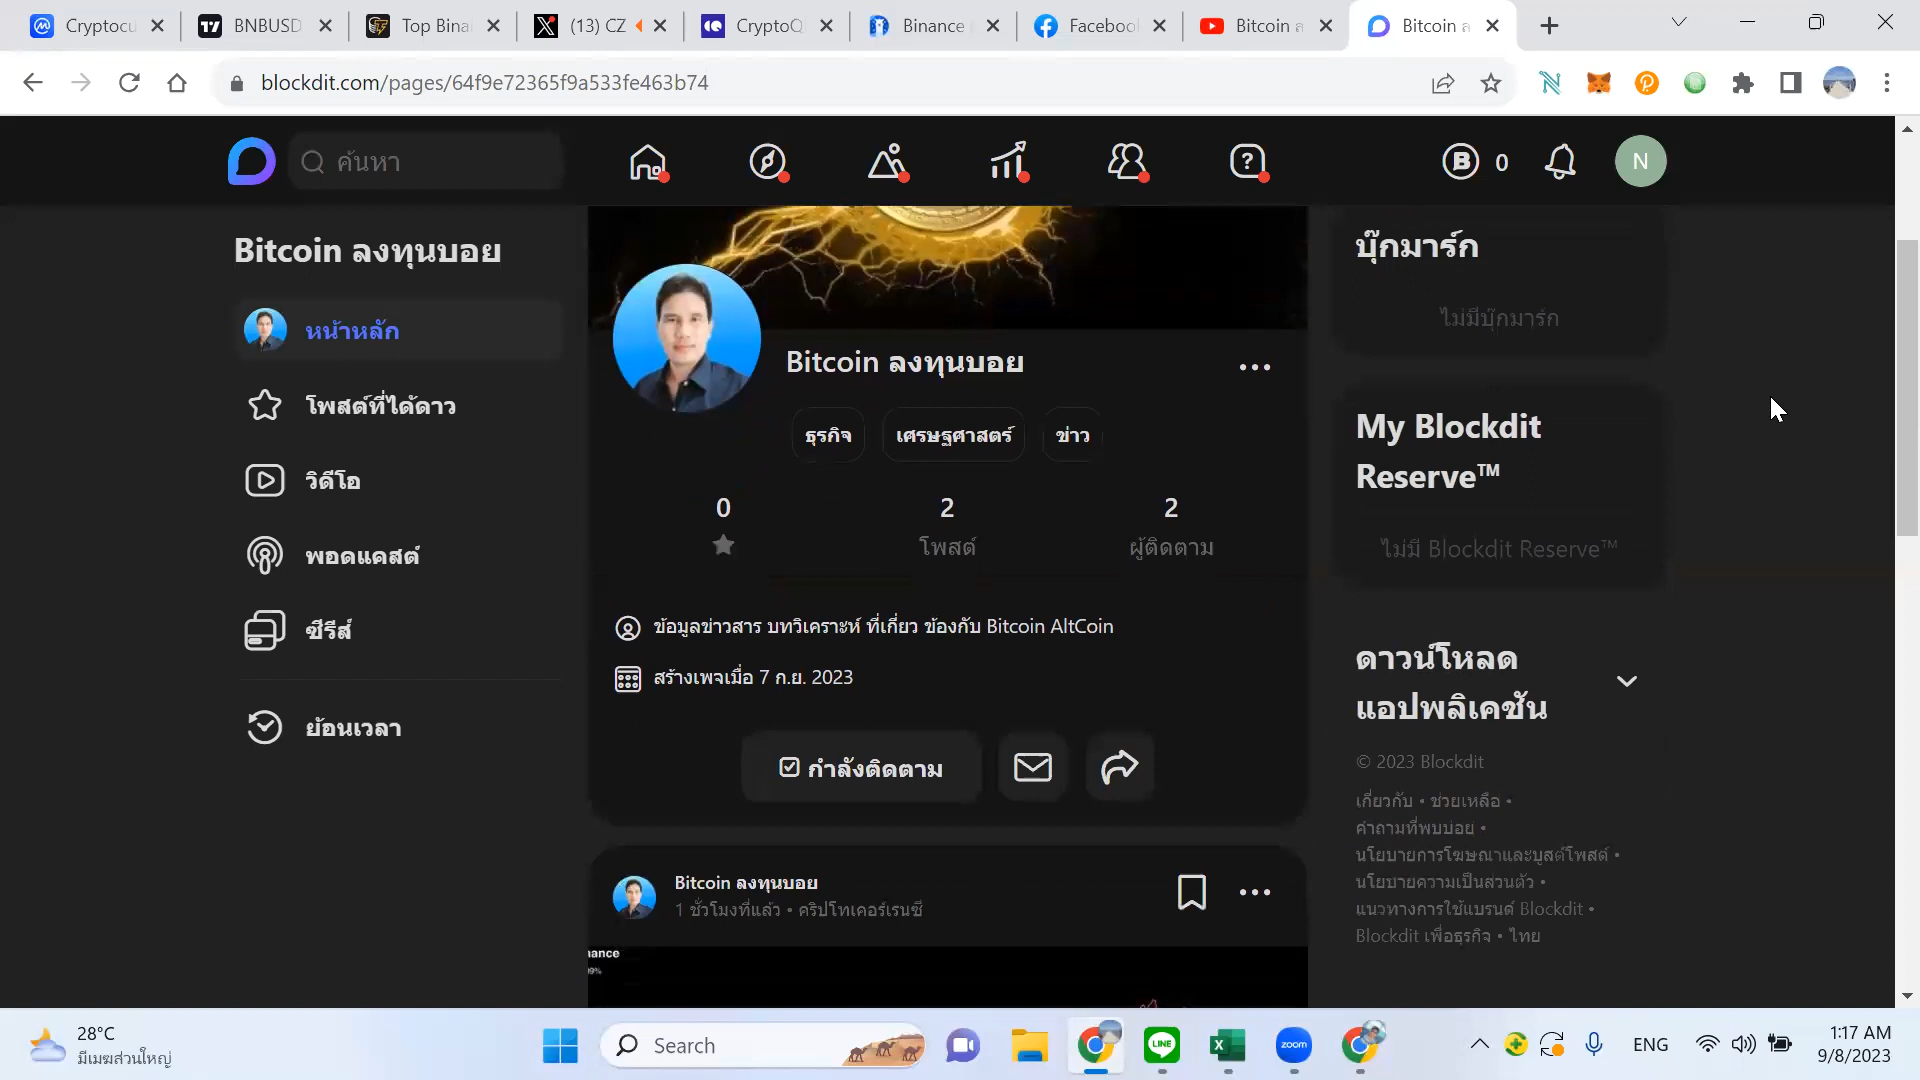 Cryptocu
BNBUSD
Top Bina
(13) CZ
CryptoQ
Binance
Facebook
Bitcoin ล
Bitcoin ล
blockdit.com/pages/64f9e72365f9a533fe463b74
ค้นหา
B 0
N
Bitcoin ลงทุนบอย
หน้าหลัก
โพสต์ที่ได้ดาว
วิดีโอ
พอดแคสต์
ซีรีส์
ย้อนเวลา
Bitcoin ลงทุนบอย
ธุรกิจ
เศรษฐศาสตร์
ข่าว
0
2
โพสต์
2
ผู้ติดตาม
ข้อมูลข่าวสาร บทวิเคราะห์ ที่เกี่ยว ข้องกับ Bitcoin AltCoin
สร้างเพจเมื่อ 7 ก.ย. 2023
กำลังติดตาม
Bitcoin ลงทุนบอย
1 ชั่วโมงที่แล้ว • คริปโทเคอร์เรนซี
บุ๊กมาร์ก
ไม่มีบุ๊กมาร์ก
My Blockdit
Reserve™
ไม่มี Blockdit Reserve™
ดาวน์โหลด
แอปพลิเคชัน
© 2023 Blockdit
เกี่ยวกับ • ช่วยเหลือ •
คำถามที่พบบ่อย •
นโยบายการโฆษณาและบูสต์โพสต์ •
นโยบายความเป็นส่วนตัว •
แนวทางการใช้แบรนด์ Blockdit •
Blockdit เพื่อธุรกิจ • ไทย
28°C
มีเมฆส่วนใหญ่
Search
LINE
zoom
ENG
1:17 AM
9/8/2023